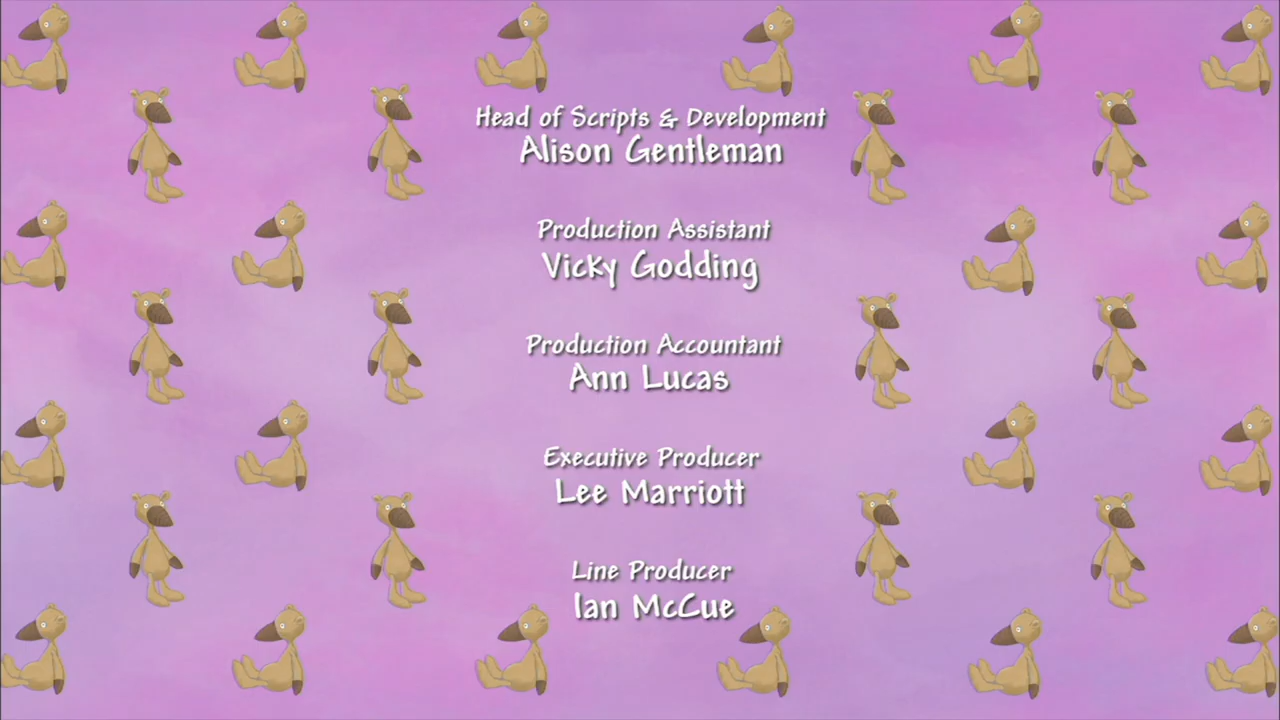 Head of Scripts & Development
Alison Gentleman
Production Assistant
Vicky Godding
Production Accountant
Ann Lucas
Executive Producer
Lee Marriott
Line Producer
Ian McCue